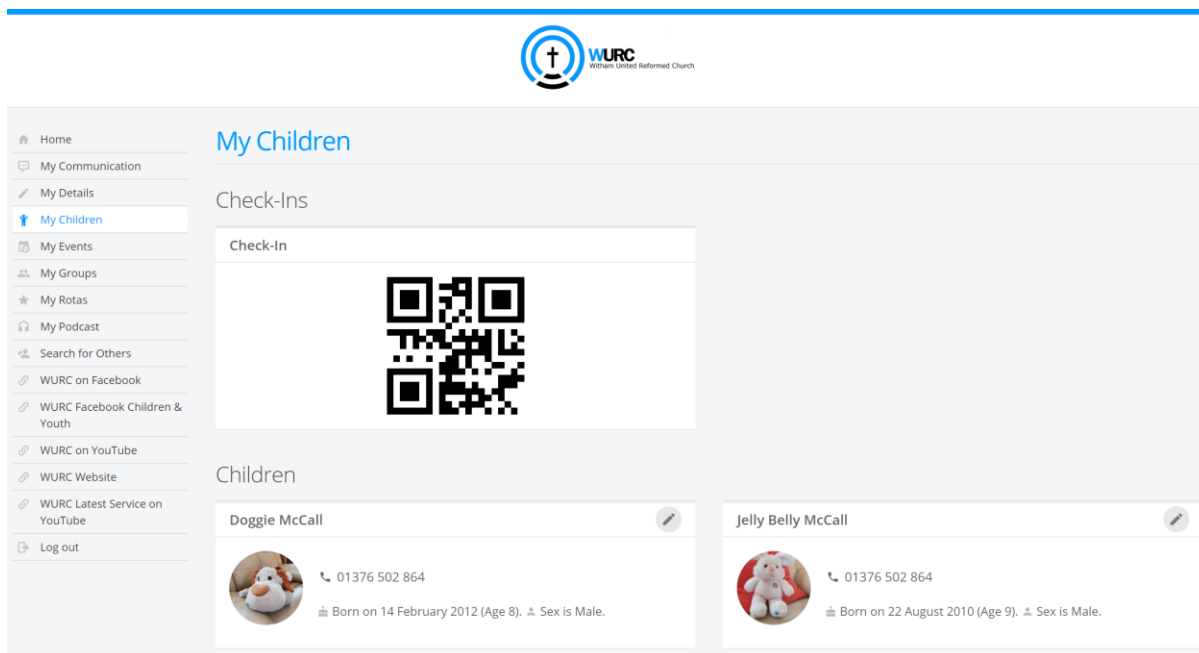 WURC
Witham United Reformed Church
Home
My Communication
My Details
My Children
My Events
My Groups
My Rotas
My Podcast
Search for Others
WURC on Facebook
WURC Facebook Children &
Youth
WURC on YouTube
WURC Website
WURC Latest Service on
YouTube
Log out
My Children
Check-Ins
Check-In
Children
Doggie McCall
01376 502 864
Born on 14 February 2012 (Age 8). Sex is Male.
Jelly Belly McCall
01376 502 864
Born on 22 August 2010 (Age 9). Sex is Male.